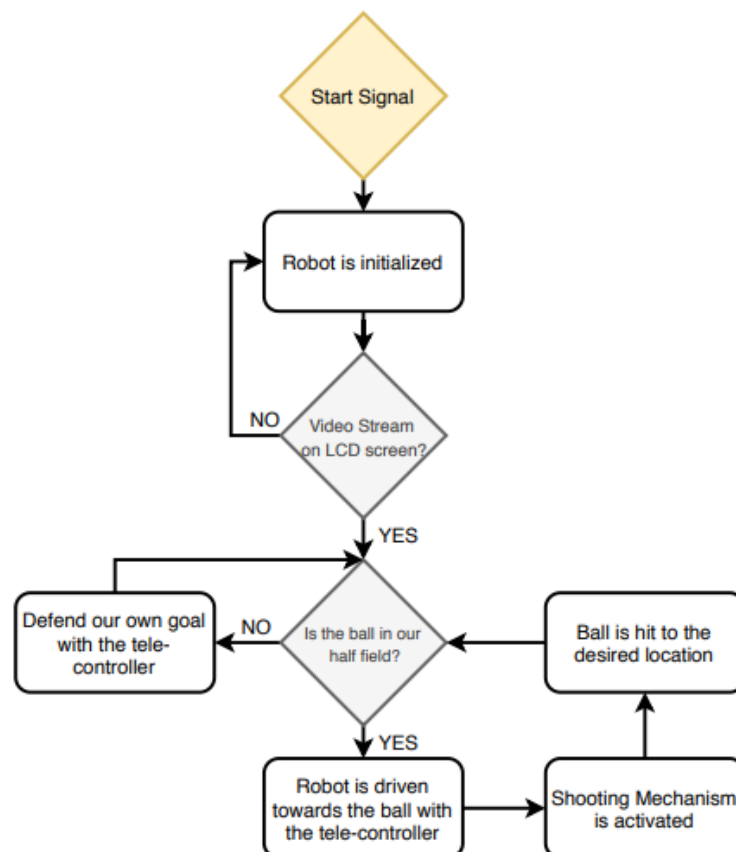 Start Signal
Robot is initialized
NO
Video Stream
on LCD screen?
YES
Defend our own goal
with the tele-
controller
NO
Is the ball in our
half field?
Ball is hit to the
desired location
YES
Robot is driven
towards the ball with
the tele-controller
Shooting Mechanism
is activated